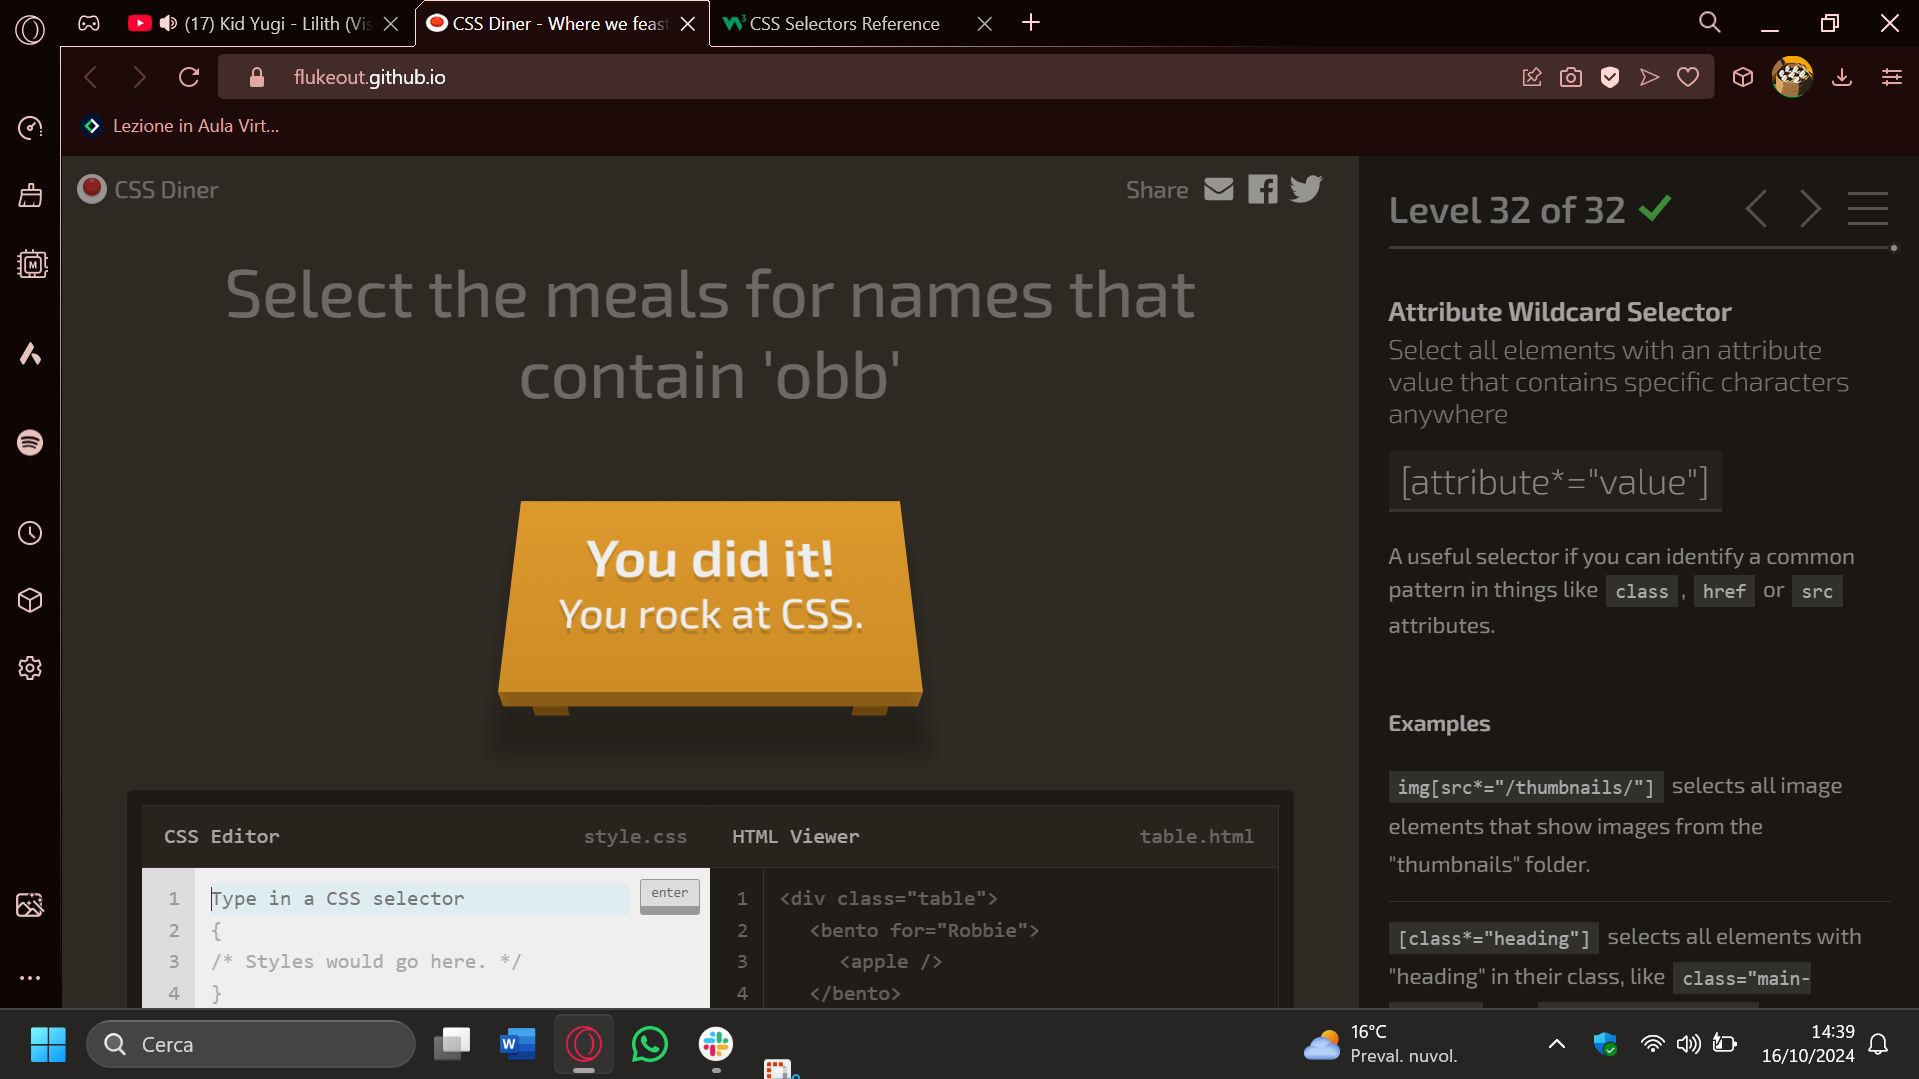 (17) Kid Yugi - Lilith (Vis
CSS Diner - Where we feast
CSS Selectors Reference
flukeout.github.io
Lezione in Aula Virt...
CSS Diner
Share
Select the meals for names that
contain 'obb'
You did it!
You rock at CSS.
CSS Editor
style.css
HTML Viewer
table.html
1
Type in a CSS selector
enter
2
{
3
/* Styles would go here. */
4
}
1
<div class="table">
2
<bento for="Robbie">
3
<apple />
4
</bento>
Level 32 of 32
Attribute Wildcard Selector
Select all elements with an attribute
value that contains specific characters
anywhere
[attribute*="value"]
A useful selector if you can identify a common
pattern in things like class , href or src
attributes.
Examples
img[src*="/thumbnails/"] selects all image
elements that show images from the
"thumbnails" folder.
[class*="heading"] selects all elements with
"heading" in their class, like class="main-
Cerca
16°C
Preval. nuvol.
14:39
16/10/2024